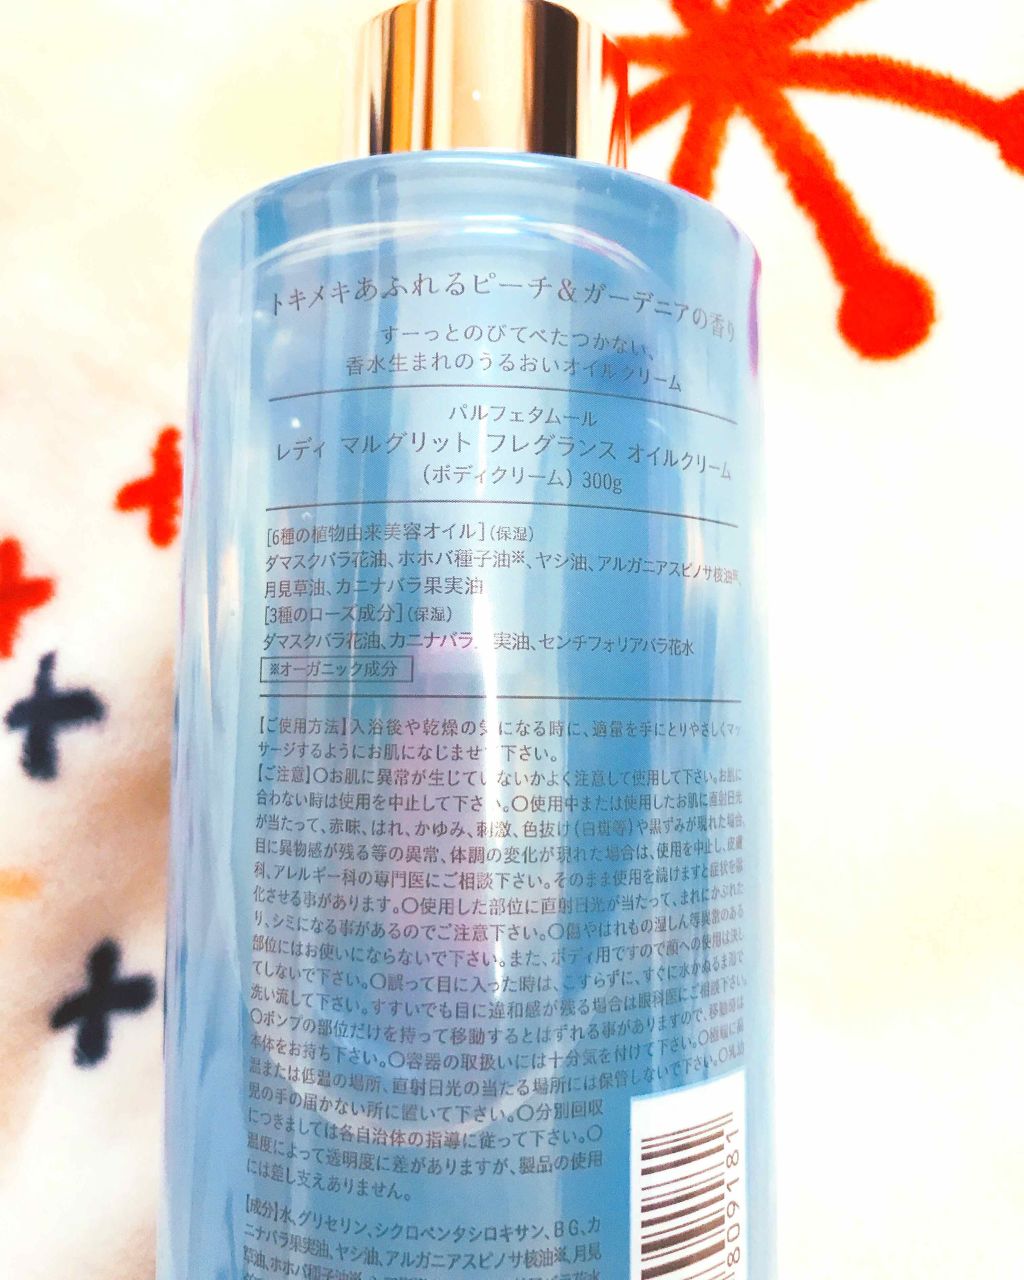 トキメキあふれるピーチ&ガーデニアの香り
すーっとのびてべたつかない、
香水生まれのうるおいオイルクリーム
パルフェタムール
レディ マルグリット フレグランス オイルクリーム
(ボディクリーム) 300g
[6種の植物由来美容オイル](保湿)
ダマスクバラ花油、ホホバ種子油※、ヤシ油、アルガニアスピノサ核油※、
月見草油、カニナバラ果実油
[3種のローズ成分](保湿)
ダマスクバラ花油、カニナバラ 実油、センチフォリアバラ花水
※オーガニック成分
【ご使用方法】入浴後や乾燥の気になる時に、適量を手にとりやさしくマッ
サージするようにお肌になじませ 下さい。
【ご注意】〇お肌に異常が生じていないかよく注意して使用して下さい。お肌に
合わない時は使用を中止して下さい。〇使用中または使用したお肌に直射日光
が当たって、赤味、はれ、かゆみ、刺激、色抜け(白斑等)や黒ずみが現れた場合、
目に異物感が残る等の異常、体調の変化が現れた場合は、使用を中止し、皮膚
科、アレルギー科の専門医にご相談下さい。そのまま使用を続けますと症状を悪
化させる事があります。〇使用した部位に直射日光が当たって、まれにかぶれた
り、シミになる事があるのでご注意下さい。〇傷やはれもの湿しん等異常のある
部位にはお使いにならないで下さい。また、ボディ用ですので顔への使用は決し
てしないで下さい。〇誤って目に入った時は、こすらずに、すぐに水かぬるま湯で
洗い流して下さい。すすいでも目に違和感が残る場合は眼科医にご相談下さい。
〇ポンプの部位だけを持って移動するとはずれる事がありますので、移動時は
本体をお持ち下さい。〇容器の取扱いには十分気を付けて下さい。〇極端に高
温または低温の場所、直射日光の当たる場所には保管しないで下さい。〇乳幼
児の手の届かない所に置いて下さい。〇分別回収
につきましては各自治体の指導に従って下さい。〇
温度によって透明度に差がありますが、製品の使用
には差し支えありません。
【成分】水、グリセリン、シクロペンタシロキサン、BG、カ
ニナバラ果実油、ヤシ油、アルガニアスピノサ核油※、月見
草油、ホホバ種子油※
809181